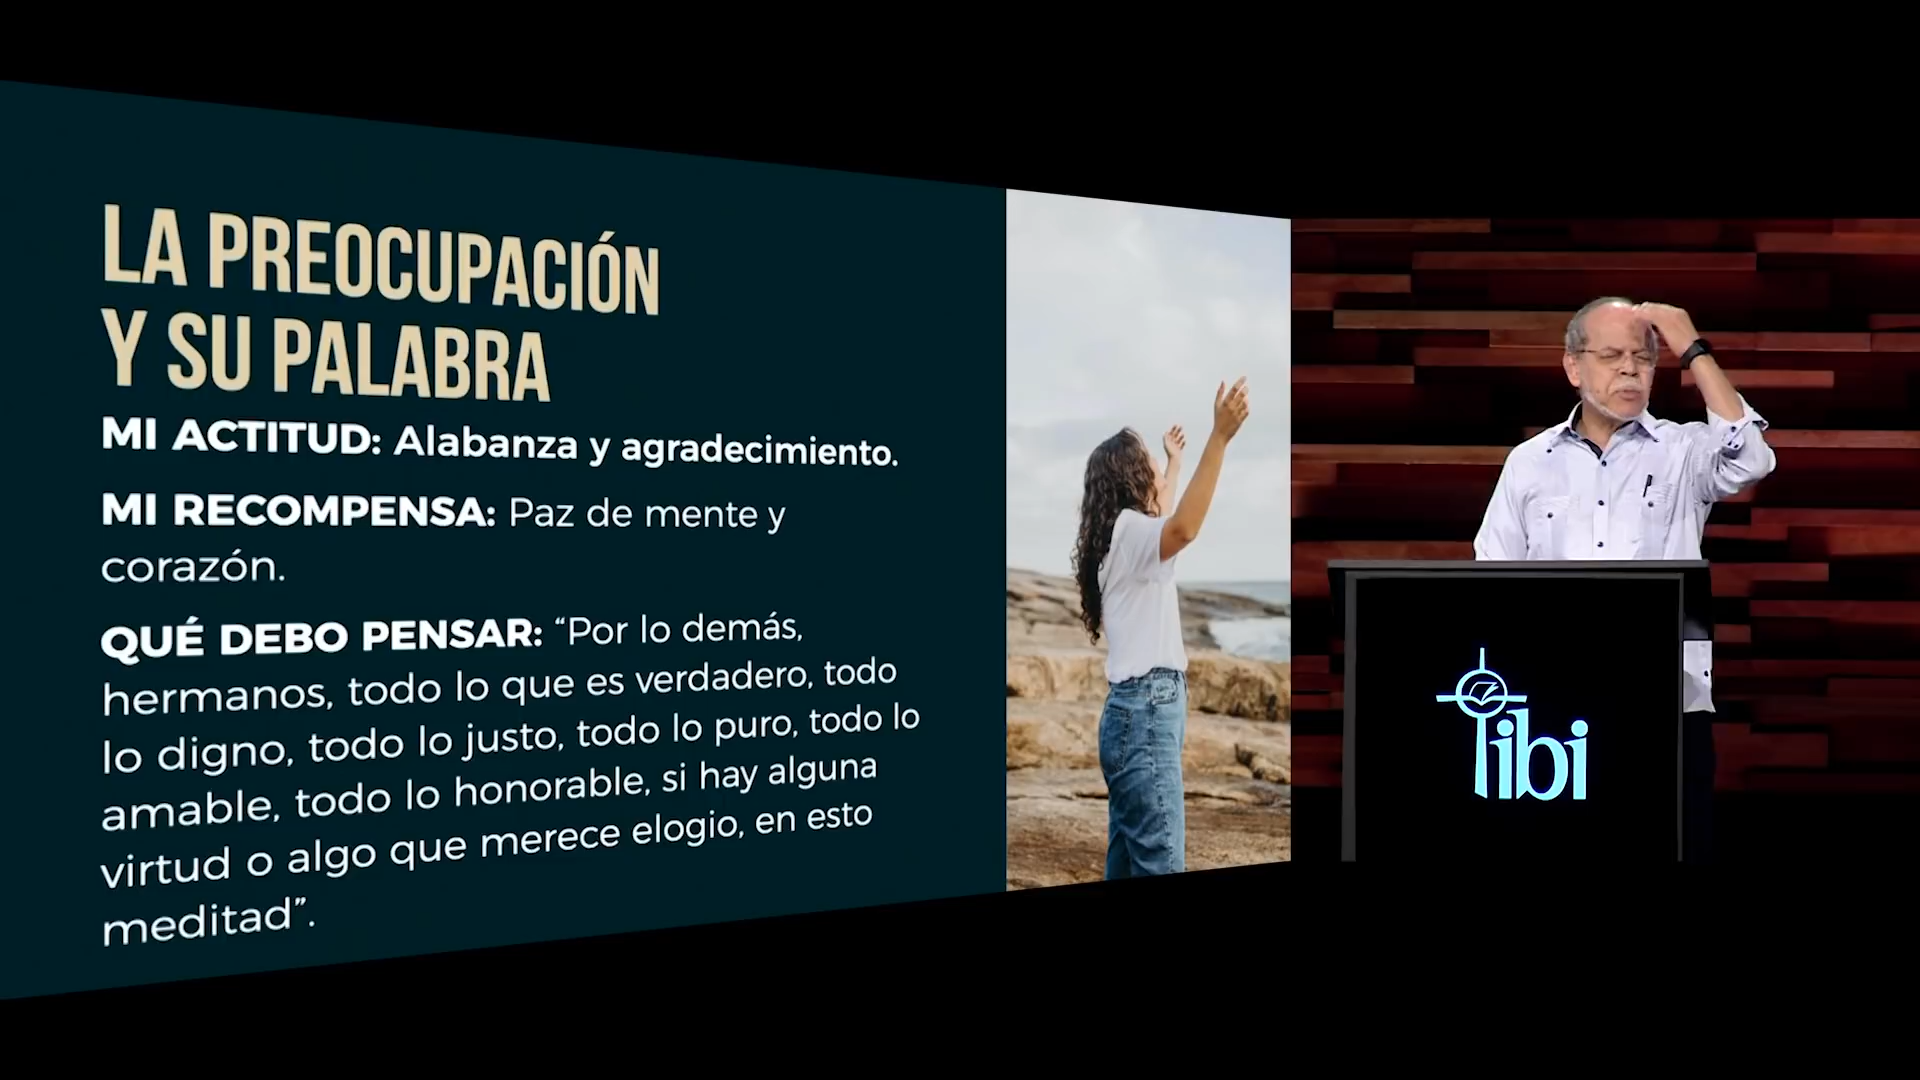 LA PREOCUPACIÓN
Y SU PALABRA
MI ACTITUD: Alabanza y agradecimiento.
MI RECOMPENSA: Paz de mente y
corazón.
QUÉ DEBO PENSAR: “Por lo demás,
hermanos, todo lo que es verdadero, todo
lo digno, todo lo justo, todo lo puro, todo lo
amable, todo lo honorable, si hay alguna
virtud o algo que merece elogio, en esto
meditad”.
ibi